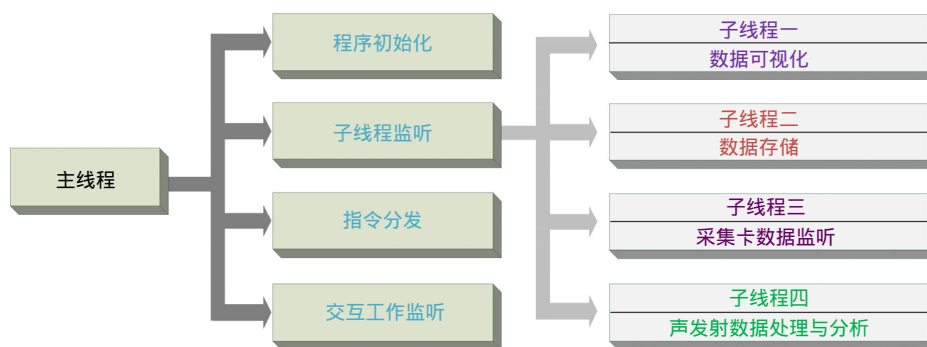 主线程
程序初始化
子线程监听
指令分发
交互工作监听
子线程一
数据可视化
子线程二
数据存储
子线程三
采集卡数据监听
子线程四
声发射数据处理与分析